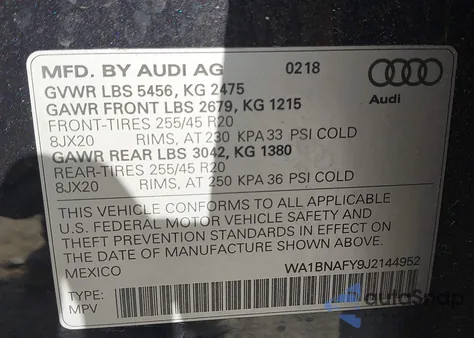 MFD. BY AUDI AG 0218
GVWR LBS 5456, KG 2475
GAWR FRONT LBS 2679, KG 1215
FRONT-TIRES 255/45 R20
8JX20 RIMS, AT 230 KPA 33 PSI COLD
GAWR REAR LBS 3042, KG 1380
REAR-TIRES 255/45 R20
8JX20 RIMS, AT 250 KPA 36 PSI COLD
Audi
THIS VEHICLE CONFORMS TO ALL APPLICABLE
U.S. FEDERAL MOTOR VEHICLE SAFETY AND
THEFT PREVENTION STANDARDS IN EFFECT ON
THE DATE OF MANUFACTURE SHOWN ABOVE.
MEXICO WA1BNAFY9J2144952
TYPE:
MPV
autoSnap